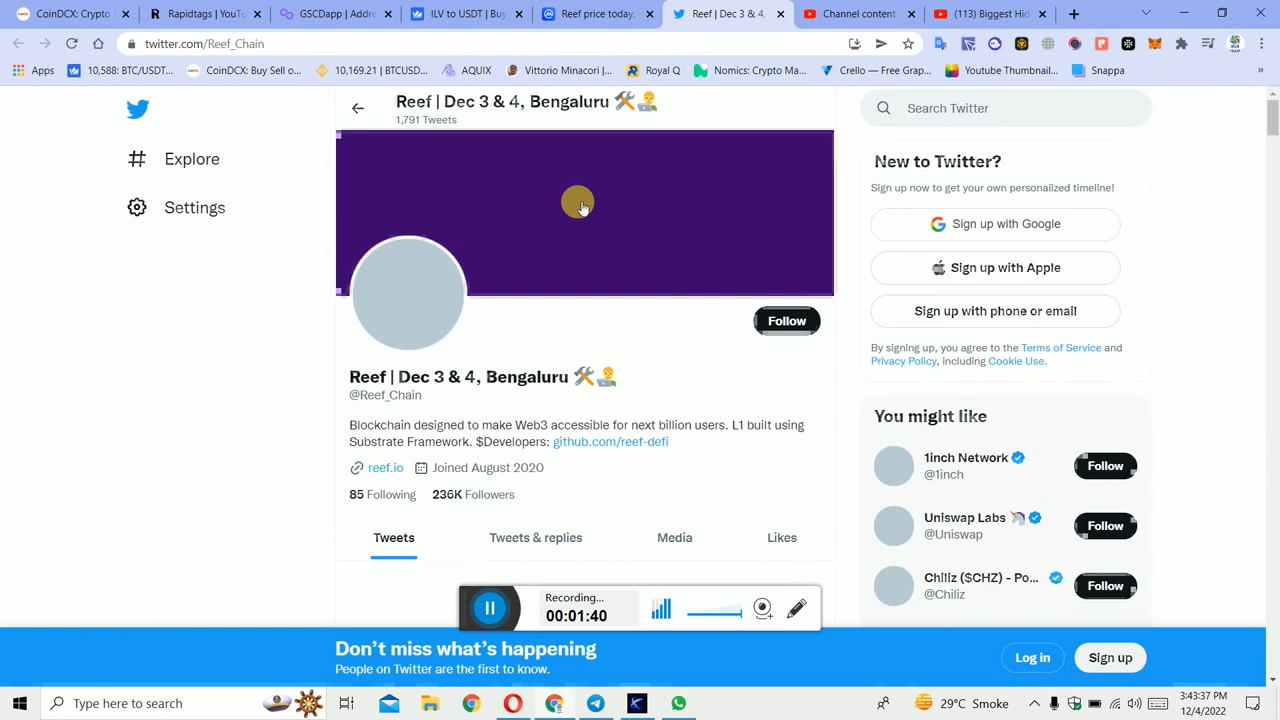 CoinDCX - Crypto
Rapidtags | YouTu
GSCDao | Addres
ILV to USDT | Buy
Reef price today,
Reef | Dec 3 & 4,
Channel content
(113) Biggest Hid
twitter.com/Reef_Chain
Apps
10,588: BTC/USDT...
CoinDCX: Buy Sell o...
10,169.21 | BTCUSD...
AQUIX
Vittorio Minacori |...
Royal Q
Nomics: Crypto Ma...
Crello — Free Grap...
Youtube Thumbnail...
Snappa
»
Reef | Dec 3 & 4, Bengaluru 🛠️👨‍💻
1,791 Tweets
Search Twitter
Explore
Settings
New to Twitter?
Sign up now to get your own personalized timeline!
Sign up with Google
Sign up with Apple
Sign up with phone or email
By signing up, you agree to the Terms of Service and
Privacy Policy, including Cookie Use.
Follow
Reef | Dec 3 & 4, Bengaluru 🛠️👨‍💻
@Reef_Chain
Blockchain designed to make Web3 accessible for next billion users. L1 built using
Substrate Framework. $Developers: github.com/reef-defi
reef.io Joined August 2020
85 Following 236K Followers
Tweets Tweets & replies Media Likes
You might like
1inch Network
@1inch
Follow
Uniswap Labs 🦄
@Uniswap
Follow
Chiliz ($CHZ) - Po...
@Chiliz
Follow
Recording...
00:01:40
Don't miss what's happening
People on Twitter are the first to know.
Log in
Sign up
Type here to search
29°C Smoke
3:43:37 PM
12/4/2022